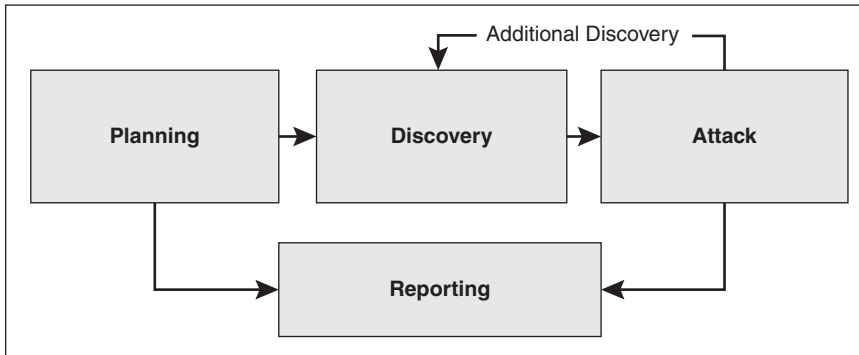 Additional Discovery
Planning
Discovery
Attack
Reporting